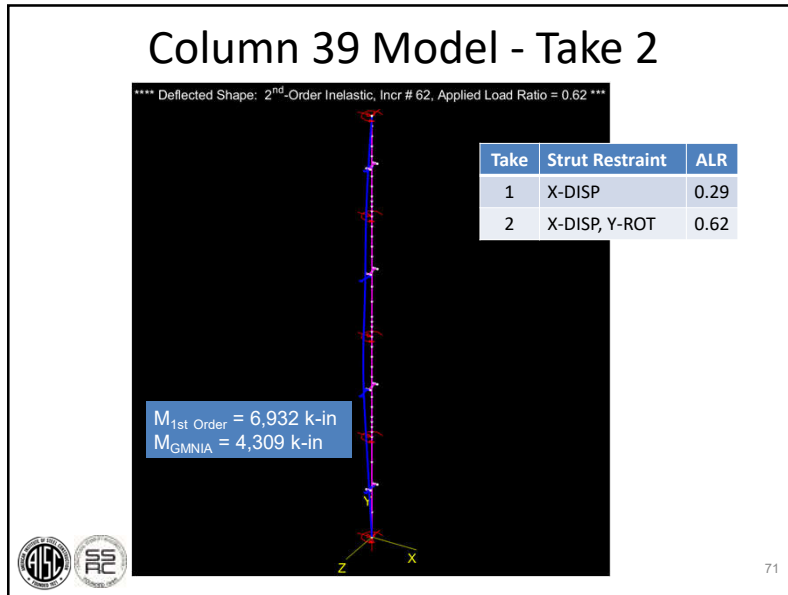 Column 39 Model - Take 2
**** Deflected Shape: 2nd-Order Inelastic, Incr # 62, Applied Load Ratio = 0.62 ***
Take Strut Restraint ALR
1 X-DISP 0.29
2 X-DISP, Y-ROT 0.62
M1st Order = 6,932 k-in
MGMNIA = 4,309 k-in
Y
X
Z
AISC
SSRC
71